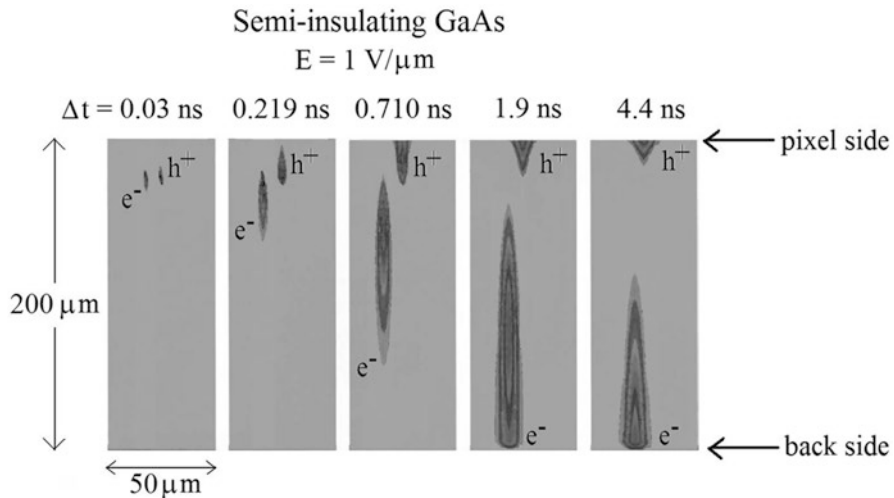 Semi-insulating GaAs
E = 1 V/μm
Δt = 0.03 ns 0.219 ns 0.710 ns 1.9 ns 4.4 ns
pixel side
h⁺ h⁺ h⁺ h⁺ h⁺
e⁻ e⁻ e⁻ e⁻ e⁻
200 μm
back side
50 μm